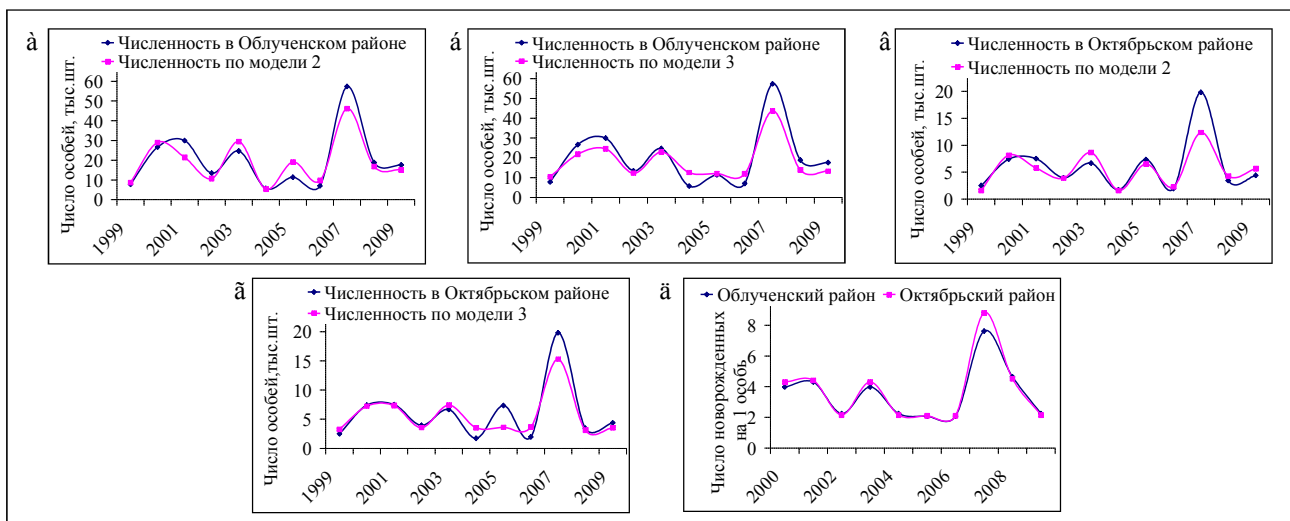 à
Численность в Облученском районе
Численность по модели 2
Число особей, тыс.шт.
60
50
40
30
20
10
0
1999
2001
2003
2005
2007
2009
á
Численность в Облученском районе
Численность по модели 3
Число особей, тыс.шт.
60
50
40
30
20
10
0
1999
2001
2003
2005
2007
2009
â
Численность в Октябрьском районе
Численность по модели 2
Число особей, тыс.шт.
20
15
10
5
0
1999
2001
2003
2005
2007
2009
ã
Численность в Октябрьском районе
Численность по модели 3
Число особей,тыс.шт.
20
15
10
5
0
1999
2001
2003
2005
2007
2009
ä
Облученский район
Октябрьский район
Число новорожденных
на 1 особь
8
6
4
2
0
2000
2002
2004
2006
2008